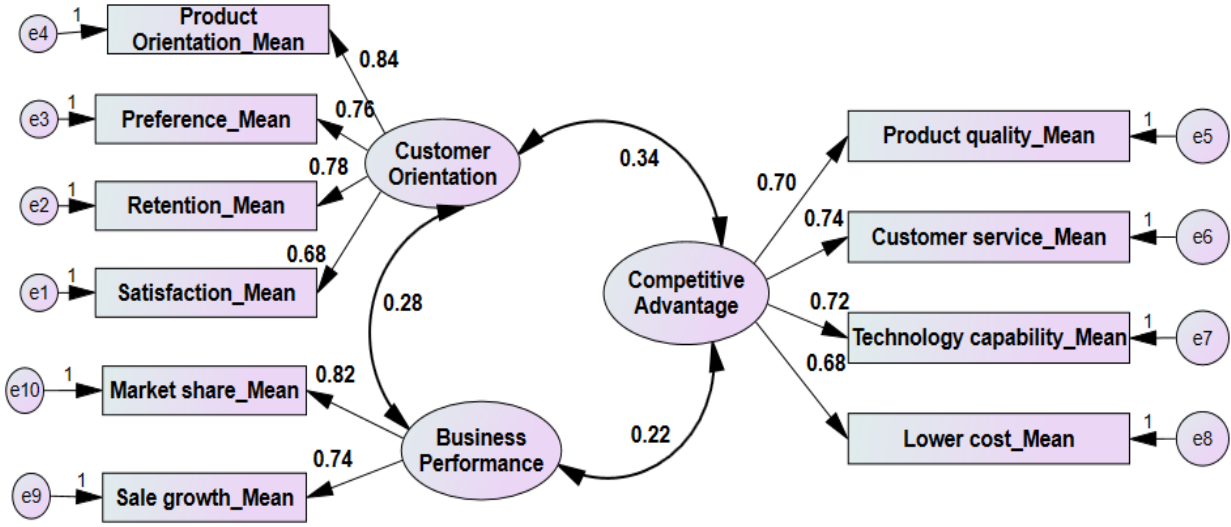 e4
1
Product
Orientation_Mean
0.84
e3
1
Preference_Mean
0.76
e2
1
Retention_Mean
0.78
e1
1
Satisfaction_Mean
0.68
Customer
Orientation
0.34
0.28
e10
1
Market share_Mean
0.82
e9
1
Sale growth_Mean
0.74
Business
Performance
0.22
Competitive
Advantage
0.70
Product quality_Mean
1
e5
0.74
Customer service_Mean
1
e6
0.72
Technology capability_Mean
1
e7
0.68
Lower cost_Mean
1
e8